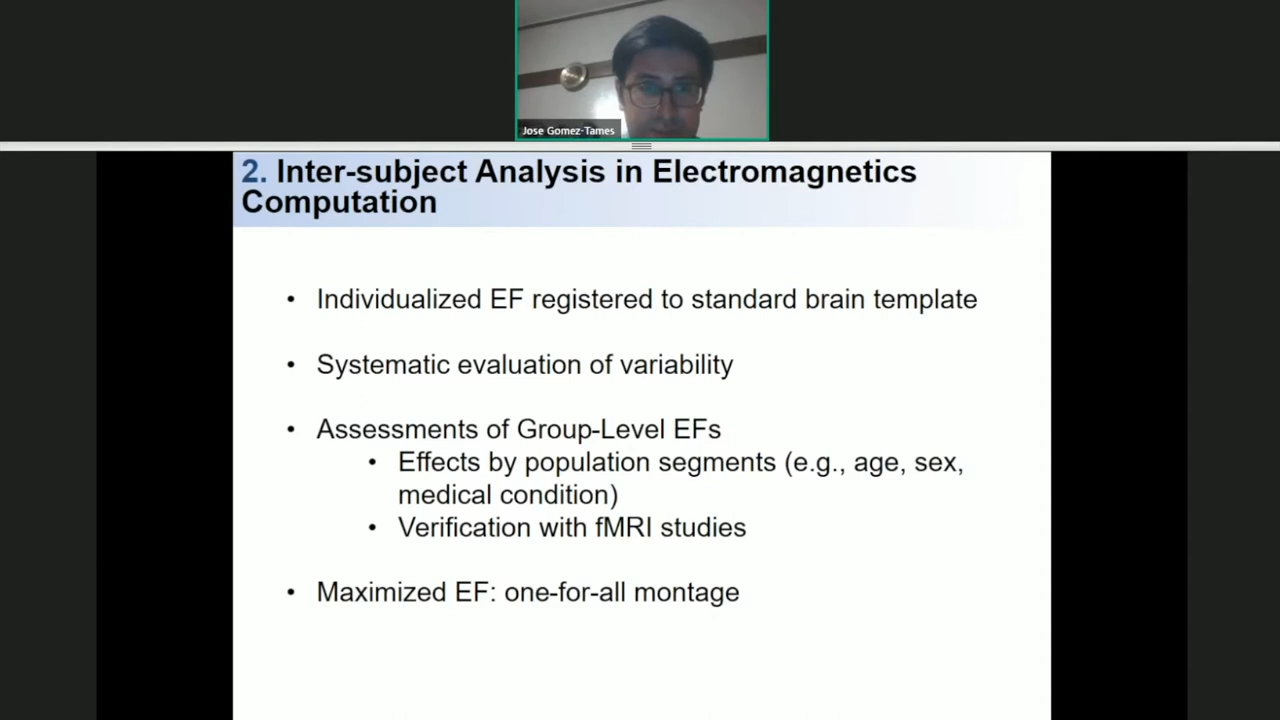 Jose Gomez-Tames
2. Inter-subject Analysis in Electromagnetics
Computation
• Individualized EF registered to standard brain template
• Systematic evaluation of variability
• Assessments of Group-Level EFs
• Effects by population segments (e.g., age, sex,
medical condition)
• Verification with fMRI studies
• Maximized EF: one-for-all montage